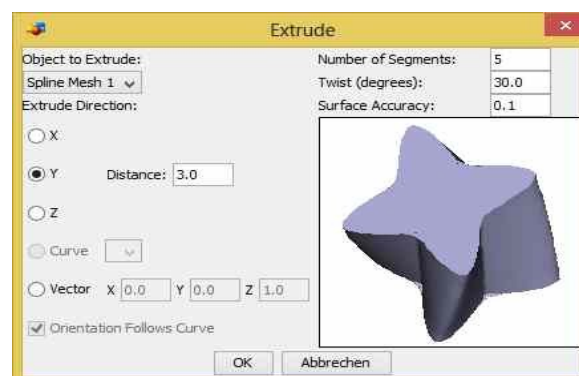 Extrude
Object to Extrude:
Spline Mesh 1
Extrude Direction:
X
Y Distance: 3.0
Z
Curve
Vector X 0.0 Y 0.0 Z 1.0
Orientation Follows Curve
Number of Segments: 5
Twist (degrees): 30.0
Surface Accuracy: 0.1
OK Abbrechen